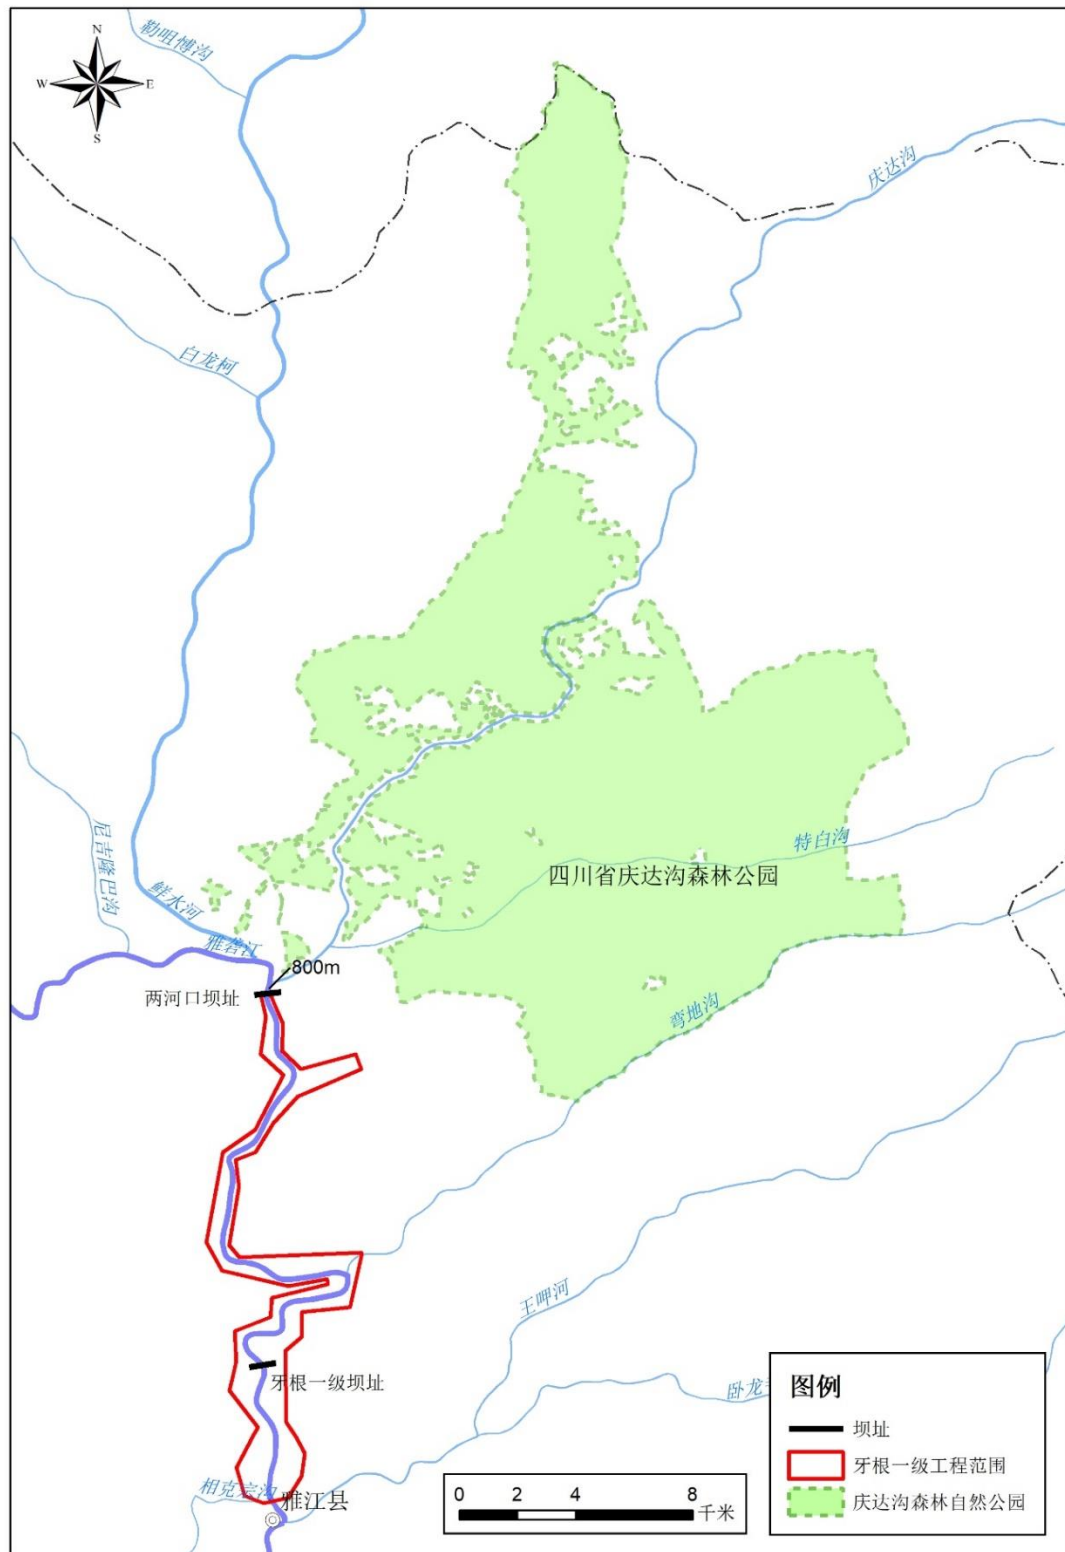 N
勒咀博沟
W
E
S
庆达沟
白龙柯
尼吉隆巴沟
特白沟
四川省庆达沟森林公园
鲜水河
雅砻江
800m
两河口坝址
弯地沟
王呷河
牙根一级坝址
卧龙
相克宗沟
雅江县
图例
坝址
牙根一级工程范围
庆达沟森林自然公园
0 2 4 8
千米